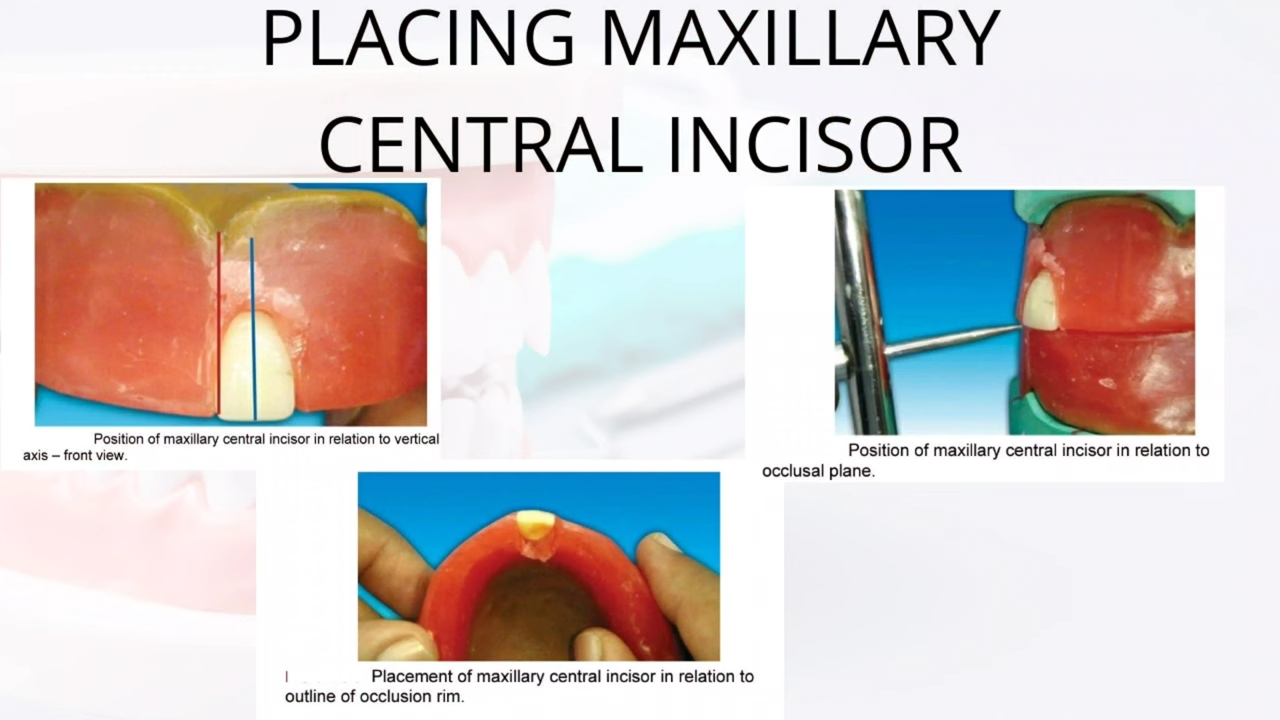 PLACING MAXILLARY
CENTRAL INCISOR
Position of maxillary central incisor in relation to vertical
axis – front view.
Position of maxillary central incisor in relation to
occlusal plane.
Placement of maxillary central incisor in relation to
outline of occlusion rim.